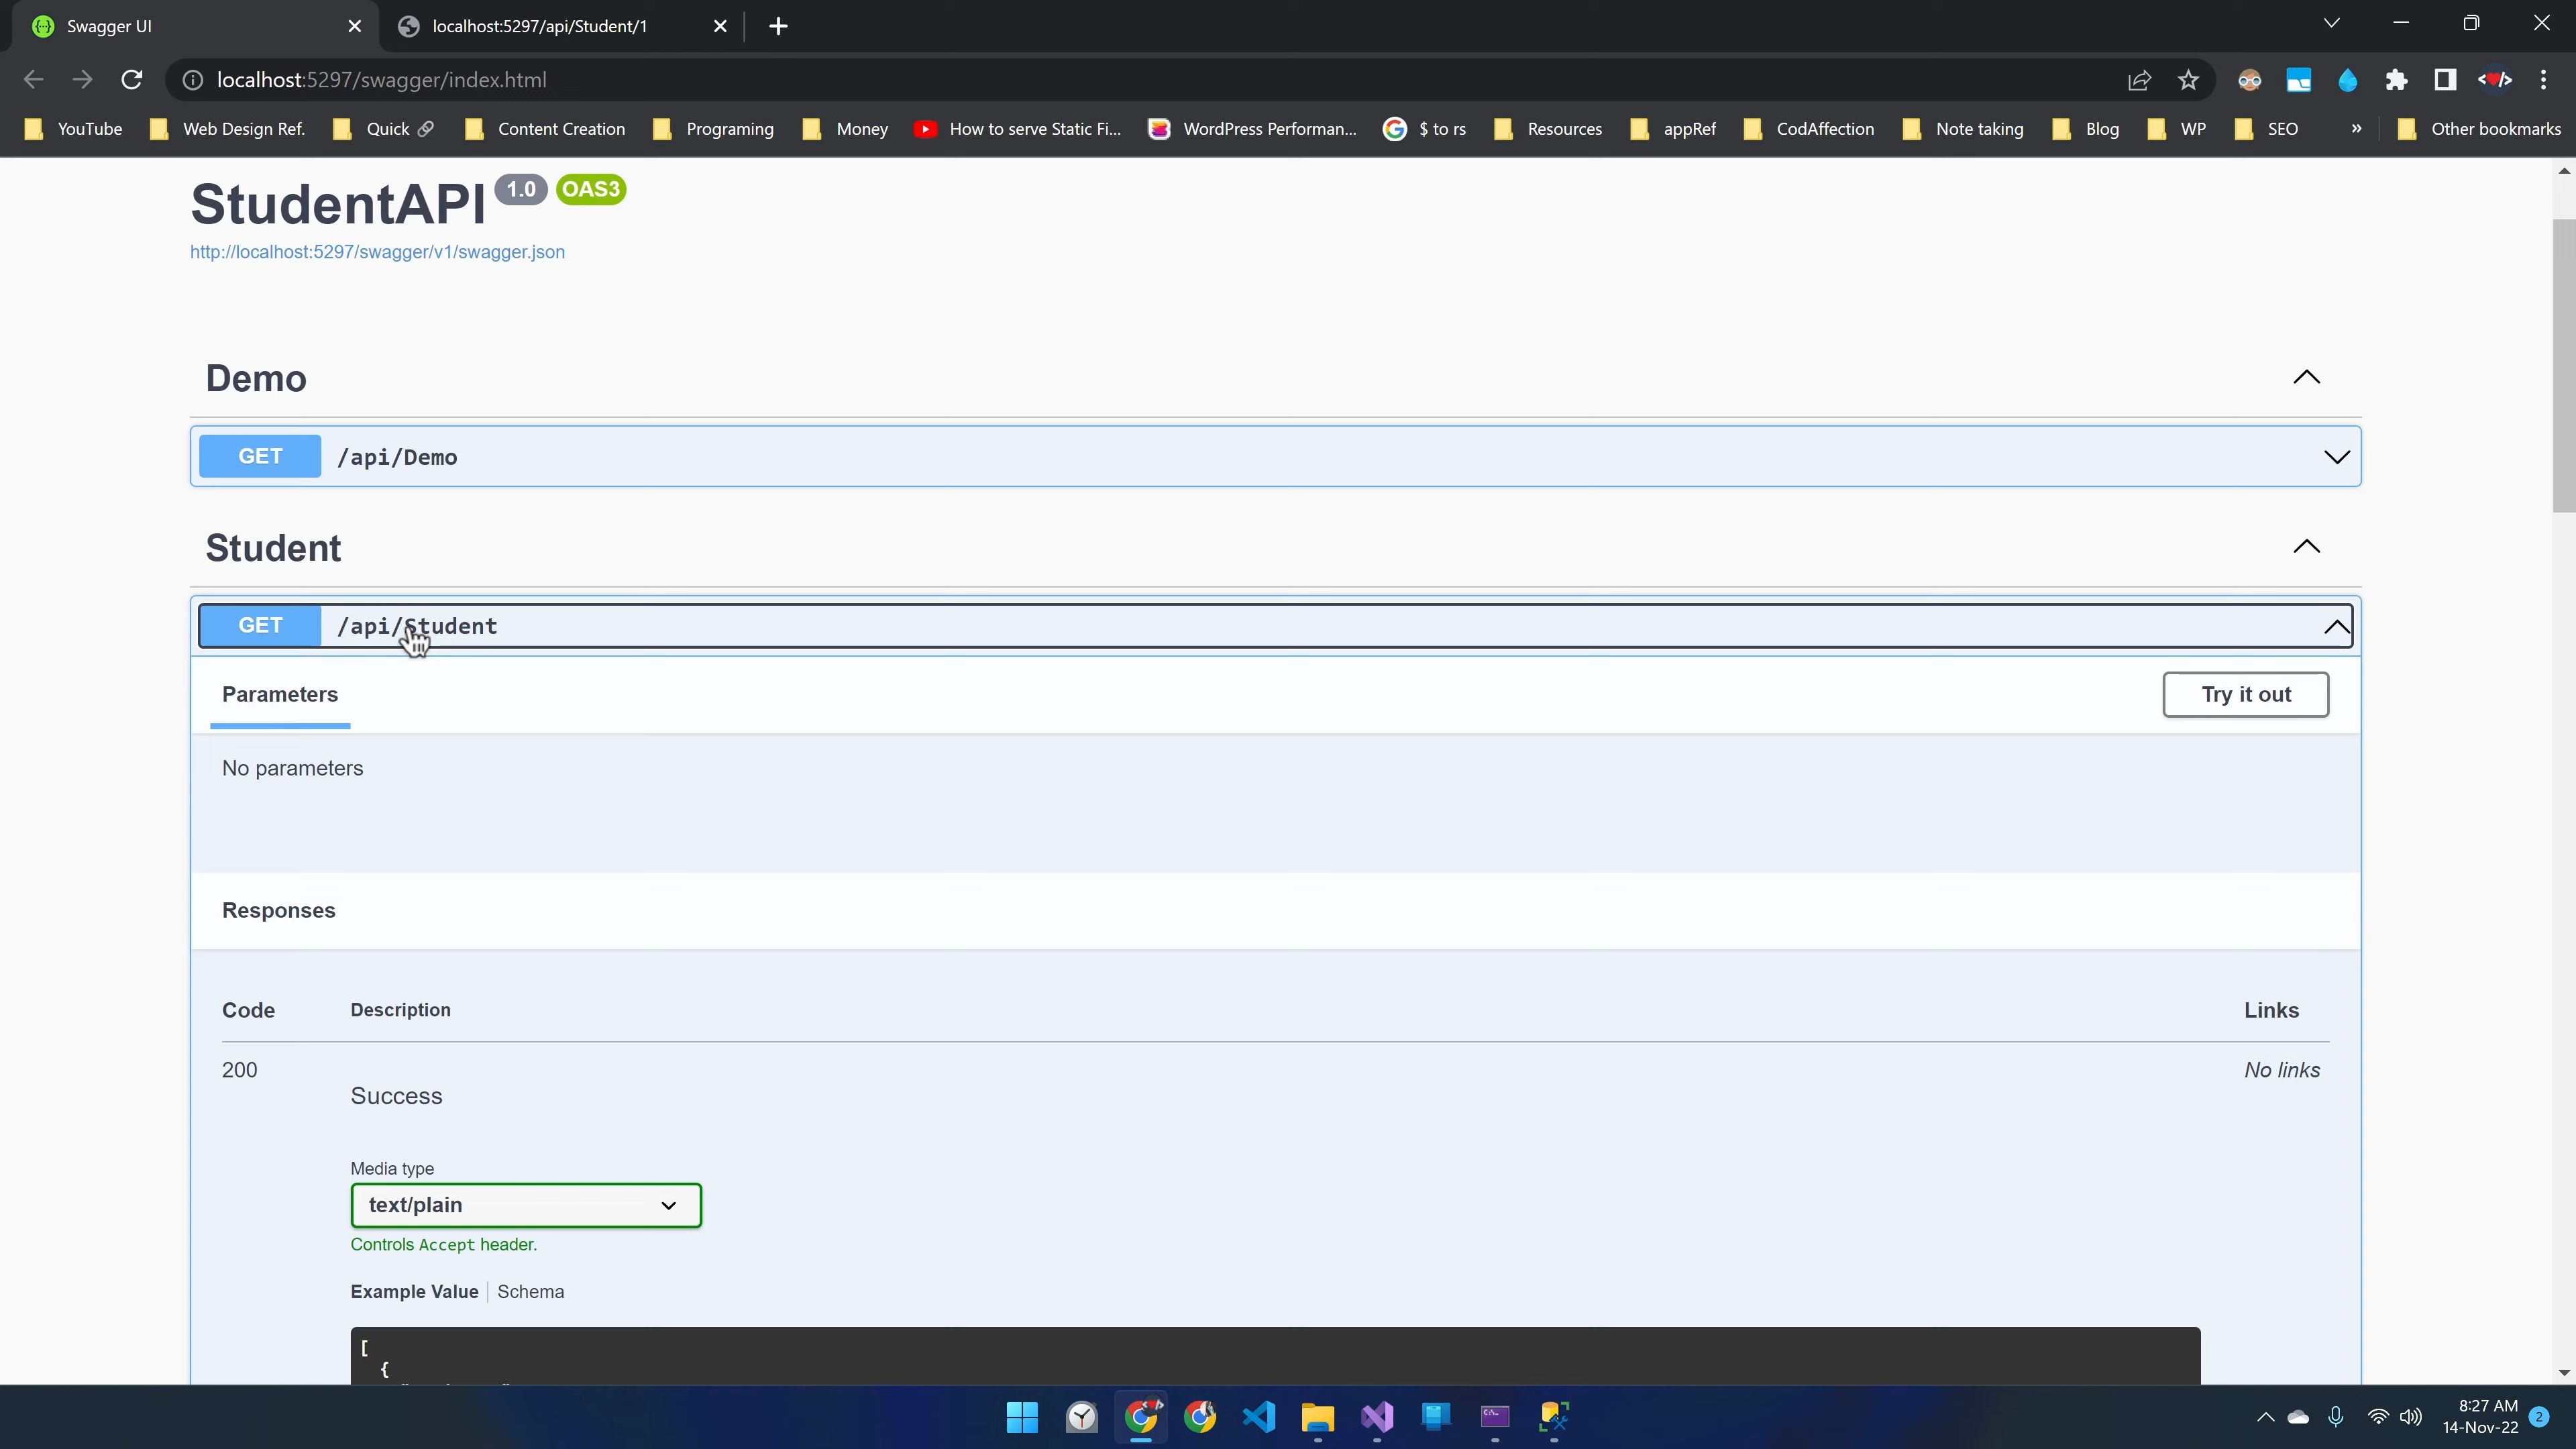 Swagger UI
localhost:5297/api/Student/1
localhost:5297/swagger/index.html
YouTube
Web Design Ref.
Quick
Content Creation
Programing
Money
How to serve Static Fi...
WordPress Performan...
$ to rs
Resources
appRef
CodAffection
Note taking
Blog
WP
SEO
»
Other bookmarks
StudentAPI 1.0 OAS3
http://localhost:5297/swagger/v1/swagger.json
Demo
GET /api/Demo
Student
GET /api/Student
Parameters
Try it out
No parameters
Responses
Code Description Links
200 No links
Success
Media type
text/plain
Controls Accept header.
Example Value Schema
[
{
8:27 AM
14-Nov-22
2